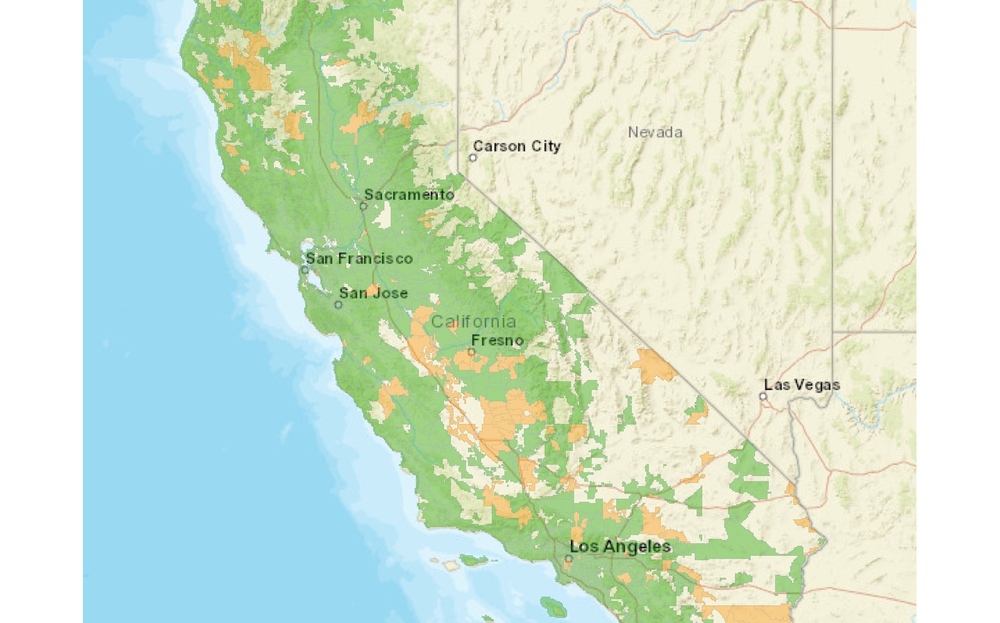 Nevada
Carson City
Sacramento
San Francisco
San Jose
California
Fresno
Las Vegas
Los Angeles